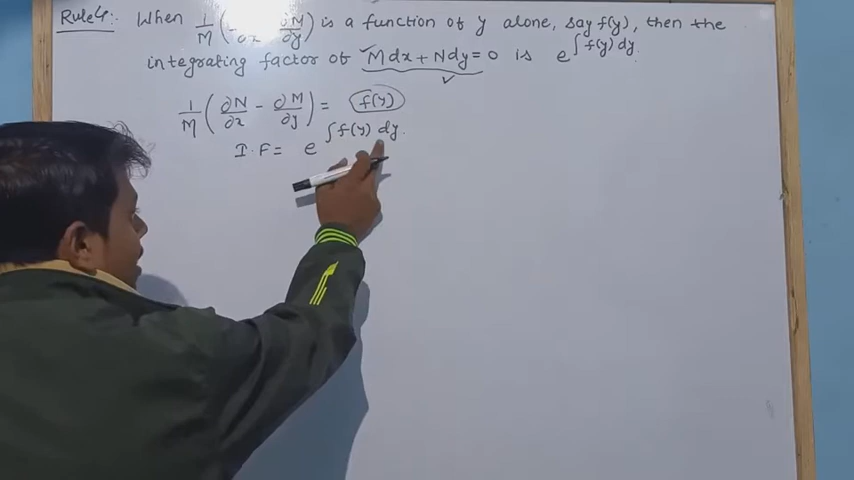 Rule 4: When 1/M (∂N/∂x - ∂M/∂y) is a function of y alone, say f(y), then the
integrating factor of Mdx + Ndy = 0 is e^∫f(y)dy.
1/M (∂N/∂x - ∂M/∂y) = f(y)
I.F = e^∫f(y) dy.